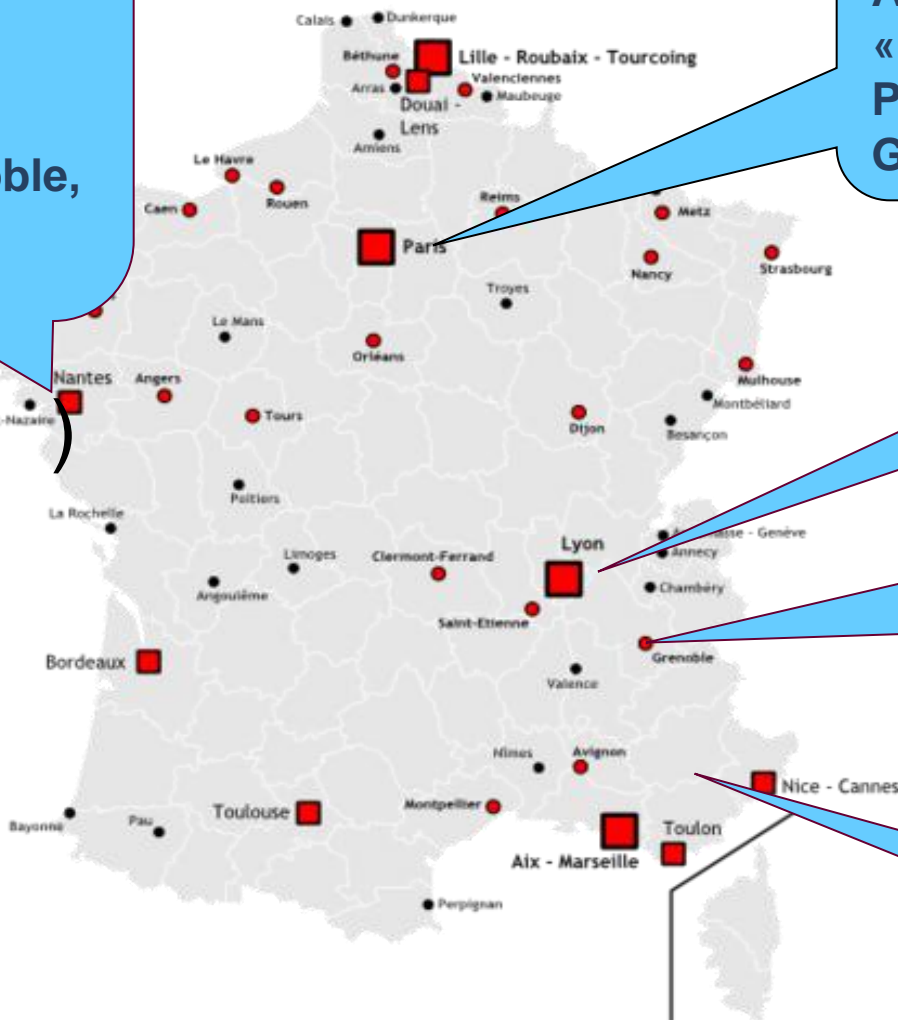 Calais
Dunkerque
Béthune
Lille - Roubaix - Tourcoing
Valenciennes
Arras
Maubeuge
Douai -
Lens
Amiens
«
P
G
oble,
Le Havre
Rouen
Caen
Reims
Metz
Paris
Nancy
Strasbourg
Troyes
Le Mans
Orléans
Nantes
Angers
Mulhouse
Montbéliard
-Nazaire
)
Tours
Dijon
Besançon
Poitiers
La Rochelle
Lyon
asse - Genève
Annecy
Limoges
Clermont-Ferrand
Angoulême
Chambéry
Saint-Etienne
Bordeaux
Grenoble
Valence
Nîmes
Avignon
Nice - Cannes
Toulouse
Montpellier
Bayonne
Pau
Toulon
Aix - Marseille
Perpignan